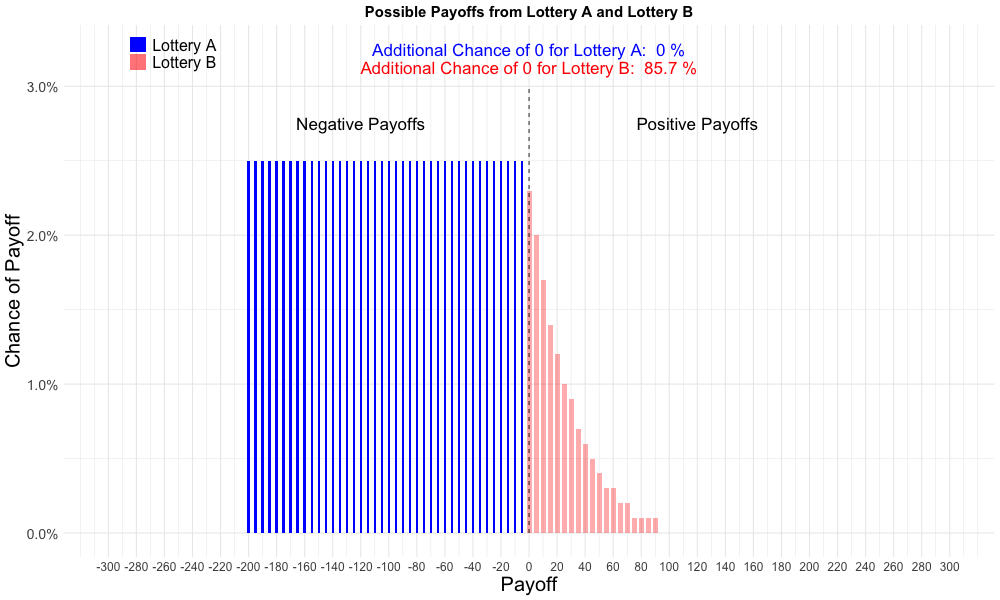 Possible Payoffs from Lottery A and Lottery B
Lottery A
Lottery B
Additional Chance of 0 for Lottery A:  0 %
Additional Chance of 0 for Lottery B:  85.7 %
Negative Payoffs
Positive Payoffs
Chance of Payoff
3.0%
2.0%
1.0%
0.0%
-300 -280 -260 -240 -220 -200 -180 -160 -140 -120 -100 -80 -60 -40 -20 0 20 40 60 80 100 120 140 160 180 200 220 240 260 280 300
Payoff